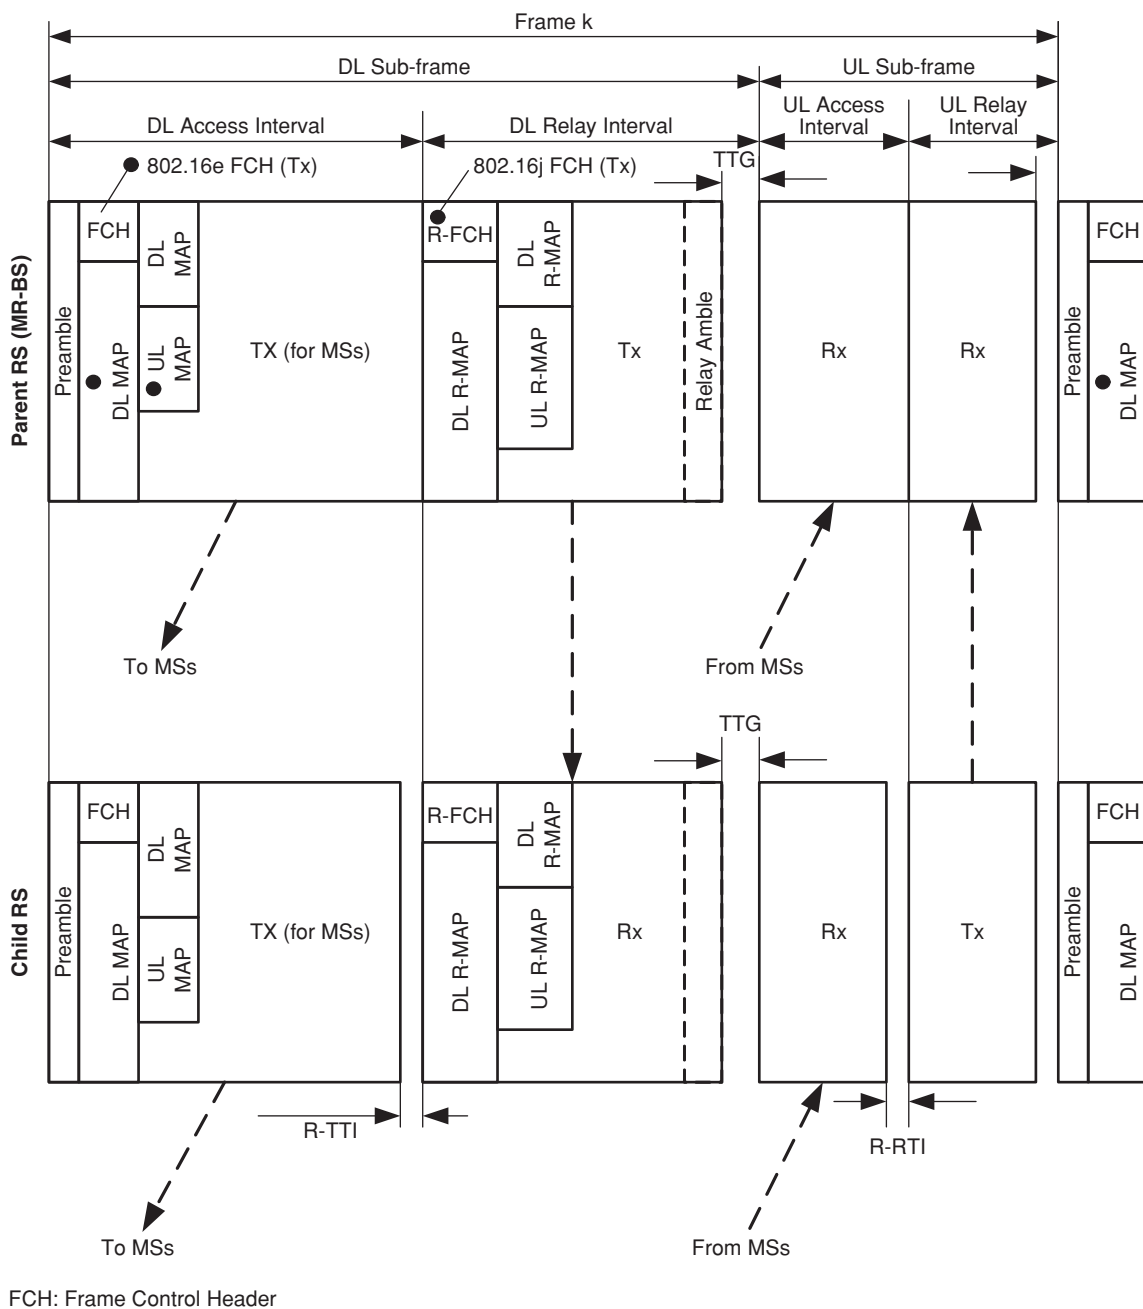 Frame k
DL Sub-frame
UL Sub-frame
DL Access Interval
DL Relay Interval
UL Access
Interval
UL Relay
Interval
802.16e FCH (Tx)
802.16j FCH (Tx)
TTG
Parent RS (MR-BS)
Preamble
FCH
DL MAP
DL
MAP
UL
MAP
TX (for MSs)
R-FCH
DL R-MAP
DL
R-MAP
UL R-MAP
Tx
Relay Amble
Rx
Rx
Preamble
FCH
DL MAP
To MSs
From MSs
TTG
Child RS
Preamble
FCH
DL MAP
DL
MAP
UL
MAP
TX (for MSs)
R-FCH
DL R-MAP
DL
R-MAP
UL R-MAP
Rx
Rx
Tx
Preamble
FCH
DL MAP
R-TTI
R-RTI
To MSs
From MSs
FCH: Frame Control Header